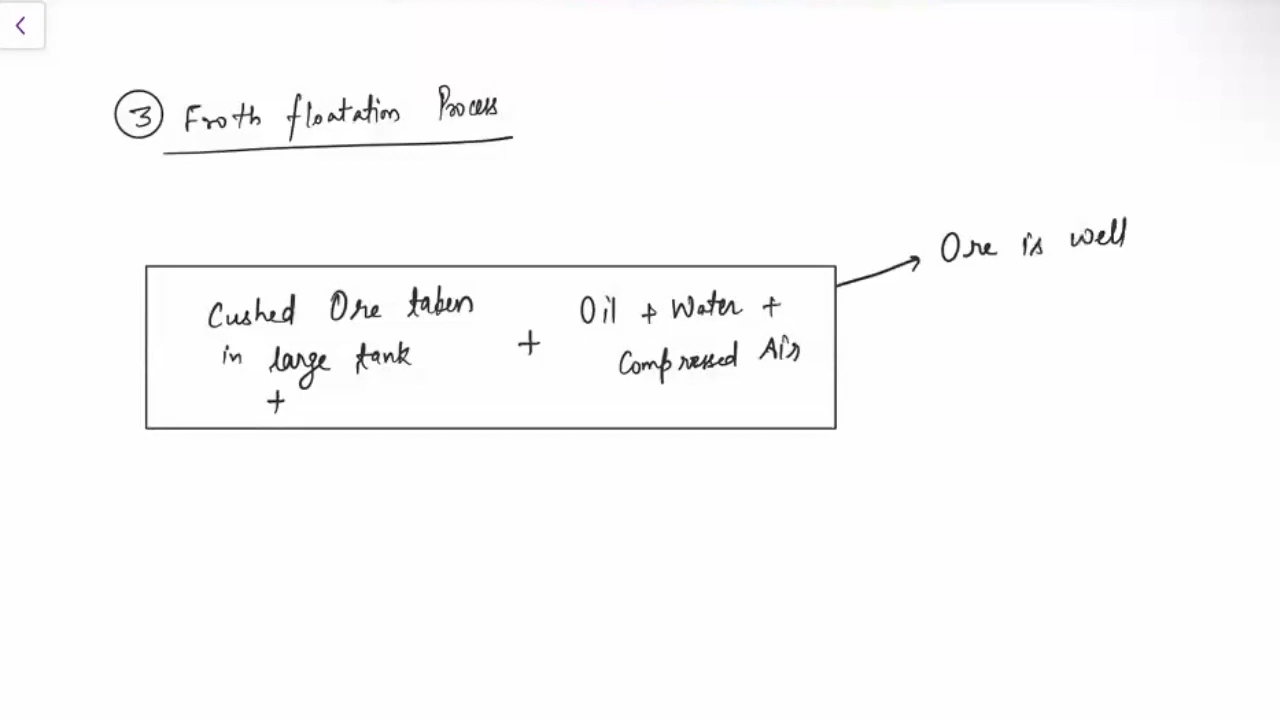 3 Froth floatation Process
Ore is well
Cushed Ore taken
in large tank
+
+
Oil + Water +
Compressed Air